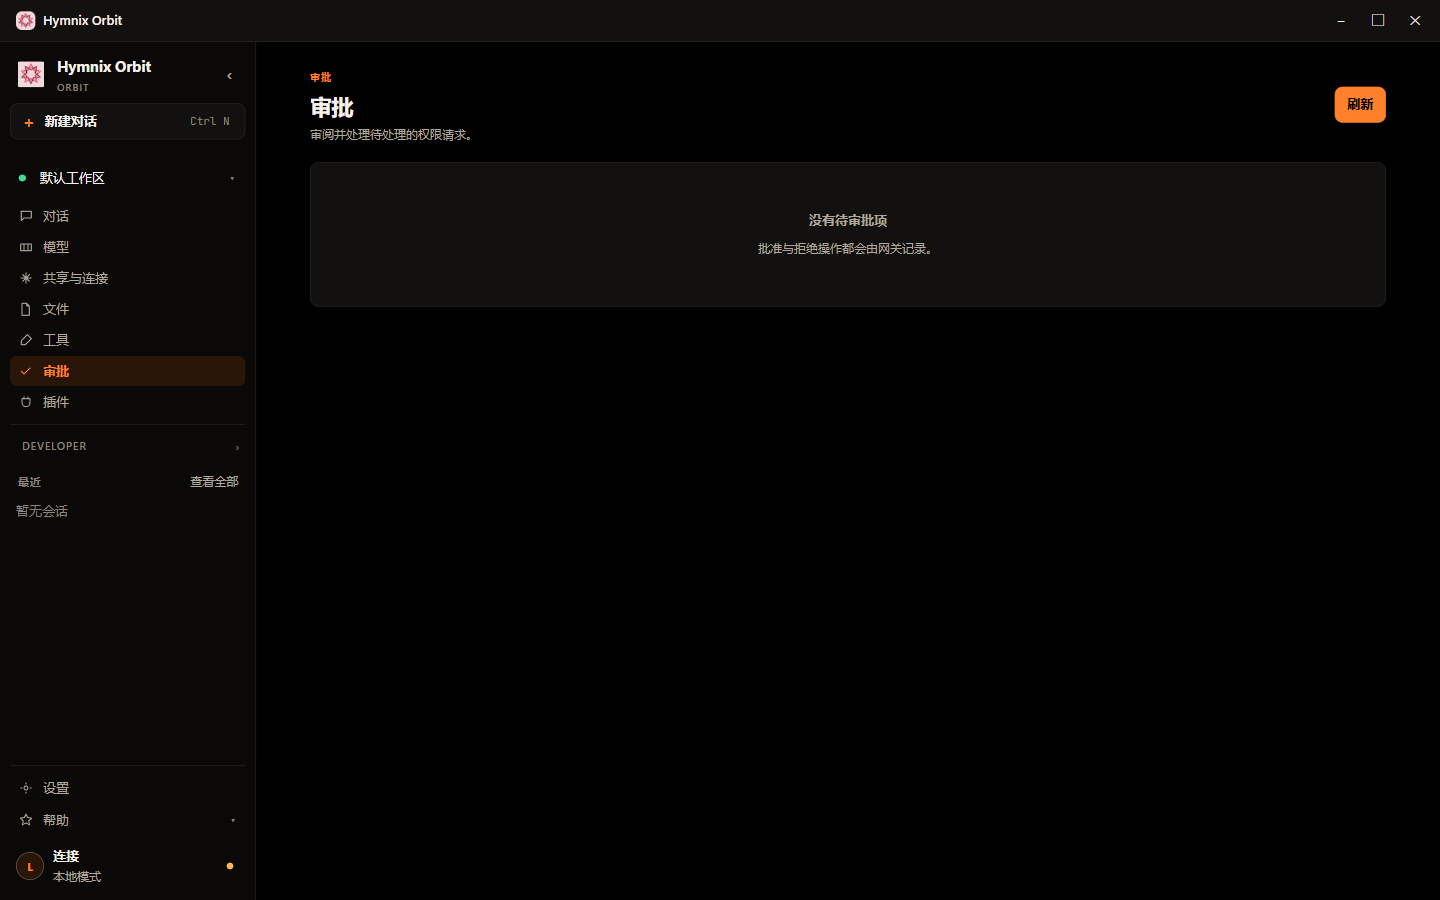 Hymnix Orbit
Hymnix Orbit
ORBIT
新建对话 Ctrl N
默认工作区
对话
模型
共享与连接
文件
工具
审批
插件
DEVELOPER
最近 查看全部
暂无会话
设置
帮助
L
连接
本地模式
审批
审批
审阅并处理待处理的权限请求。
刷新
没有待审批项
批准与拒绝操作都会由网关记录。